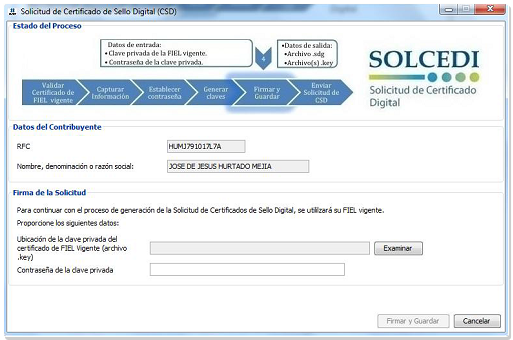 Solicitud de Certificado de Sello Digital (CSD)
Estado del Proceso
Datos de entrada:
•Clave privada de la FIEL vigente.
•Contraseña de la clave privada.
4
•Datos de salida:
•Archivo .sdg
•Archivo(s) .key
SOLCEDI
Solicitud de Certificado
Digital
Validar
Certificado de
FIEL vigente
Capturar
Información
Establecer
contraseña
Generar
claves
Firmar y
Guardar
Enviar
Solicitud de
CSD
Datos del Contribuyente
RFC
HUMJ791017L7A
Nombre, denominación o razón social:
JOSE DE JESUS HURTADO MEJIA
Firma de la Solicitud
Para continuar con el proceso de generación de la Solicitud de Certificados de Sello Digital, se utilizará su FIEL vigente.
Proporcione los siguientes datos:
Ubicación de la clave privada del
certificado de FIEL Vigente (archivo
.key)
Examinar
Contraseña de la clave privada
Firmar y Guardar
Cancelar